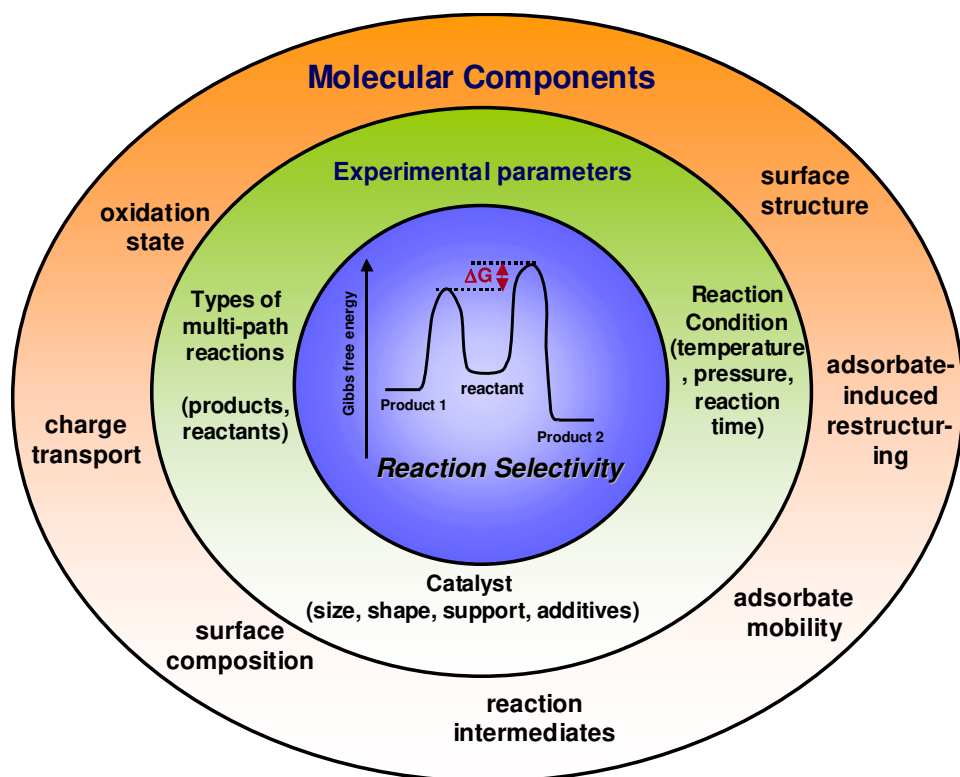 Molecular Components
Experimental parameters
surface
structure
oxidation
state
ΔG
Gibbs free energy
reactant
Product 1
Product 2
Reaction Selectivity
Types of
multi-path
reactions
(products,
reactants)
Reaction
Condition
(temperature
, pressure,
reaction
time)
adsorbate-
induced
restructur-
ing
charge
transport
Catalyst
(size, shape, support, additives)
adsorbate
mobility
surface
composition
reaction
intermediates